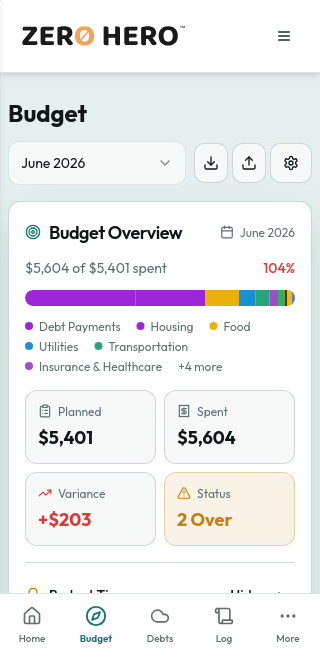 ZERO HERO™
Budget
June 2026
Budget Overview
June 2026
$5,604 of $5,401 spent
104%
Debt Payments
Housing
Food
Utilities
Transportation
Insurance & Healthcare
+4 more
Planned
$5,401
Spent
$5,604
Variance
+$203
Status
2 Over
Home
Budget
Debts
Log
More